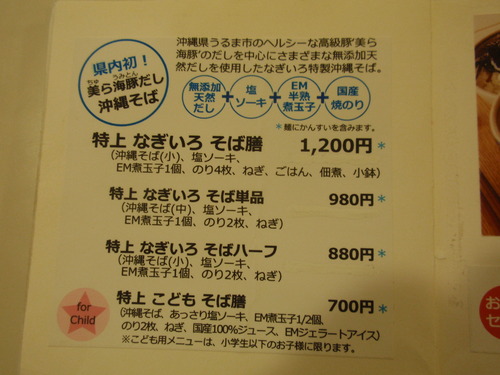 沖縄県うるま市のヘルシーな高級豚'美ら
海豚'のだしを中心にさまざまな無添加天
然だしを使用したなぎいろ特製沖縄そば。
県内初!
ちゅ うみとん
美ら海豚だし
沖縄そば
無添加
天然
だし
+
塩
ソーキ
+
EM
半熟
煮玉子
+
国産
焼のり
*麺にかんすいを含みます。
特上 なぎいろ そば膳 1,200円*
(沖縄そば(小)、塩ソーキ、
EM煮玉子1個、のり4枚、ねぎ、ごはん、佃煮、小鉢)
特上 なぎいろ そば単品 980円*
(沖縄そば(中)、塩ソーキ、
EM煮玉子1個、のり2枚、ねぎ)
特上 なぎいろ そばハーフ 880円*
(沖縄そば(小)、塩ソーキ、
EM煮玉子1個、のり2枚、ねぎ)
for
Child
特上 こども そば膳 700円*
(沖縄そば、あっさり塩ソーキ、EM煮玉子1/2個、
のり2枚、ねぎ、国産100%ジュース、EMジェラートアイス)
※こども用メニューは、小学生以下のお子様に限ります。
お
セ